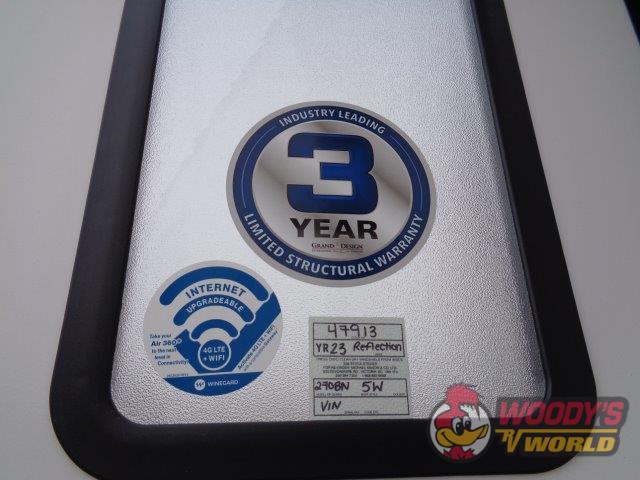 INDUSTRY LEADING
3
YEAR
GRAND DESIGN
LIMITED STRUCTURAL WARRANTY
INTERNET
UPGRADEABLE
Take your
Air 360+
to the next
level in
Connectivity!
4G LTE
+ WIFI
WINEGARD
47913
YR23 Reflection
290BN 5W
VIN
WOODY'S
RV WORLD